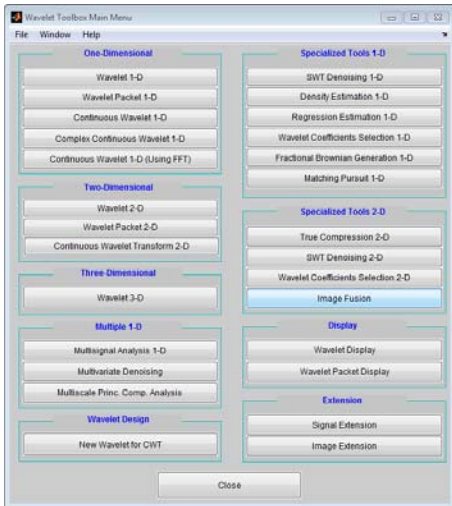 Wavelet Toolbox Main Menu
File Window Help
One-Dimensional
Wavelet 1-D
Wavelet Packet 1-D
Continuous Wavelet 1-D
Complex Continuous Wavelet 1-D
Continuous Wavelet 1-D (Using FFT)
Two-Dimensional
Wavelet 2-D
Wavelet Packet 2-D
Continuous Wavelet Transform 2-D
Three-Dimensional
Wavelet 3-D
Multiple 1-D
Multisignal Analysis 1-D
Multivariate Denoising
Multiscale Princ. Comp. Analysis
Wavelet Design
New Wavelet for CWT
Specialized Tools 1-D
SWT Denoising 1-D
Density Estimation 1-D
Regression Estimation 1-D
Wavelet Coefficients Selection 1-D
Fractional Brownian Generation 1-D
Matching Pursuit 1-D
Specialized Tools 2-D
True Compression 2-D
SWT Denoising 2-D
Wavelet Coefficients Selection 2-D
Image Fusion
Display
Wavelet Display
Wavelet Packet Display
Extension
Signal Extension
Image Extension
Close